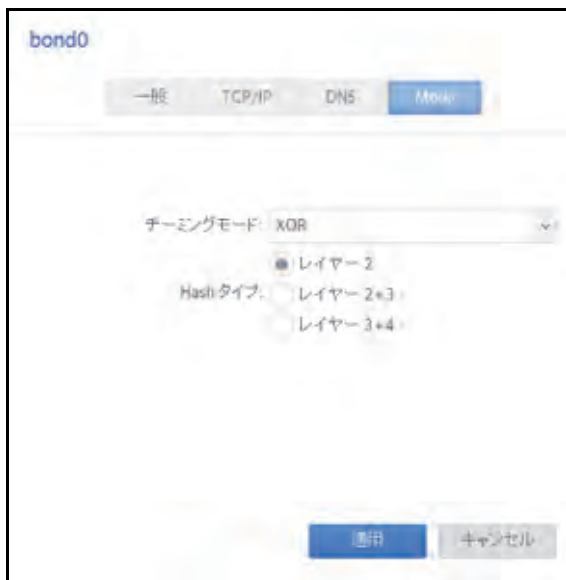 bond0
一般 TCP/IP DNS Mode
チーミングモード: XOR
レイヤー 2
Hash タイプ: レイヤー 2+3
レイヤー 3+4
適用 キャンセル